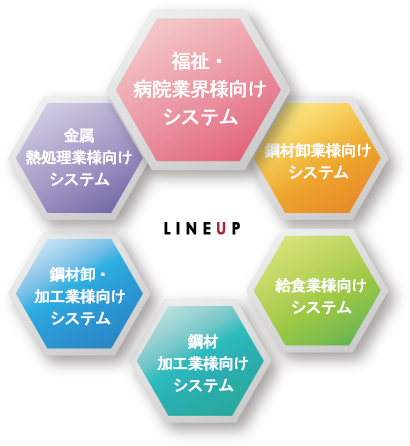 福祉・
病院業界様向け
システム
金属
熱処理業様向け
システム
鋼材卸業様向け
システム
LINEUP
鋼材卸・
加工業様向け
システム
給食業様向け
システム
鋼材
加工業様向け
システム